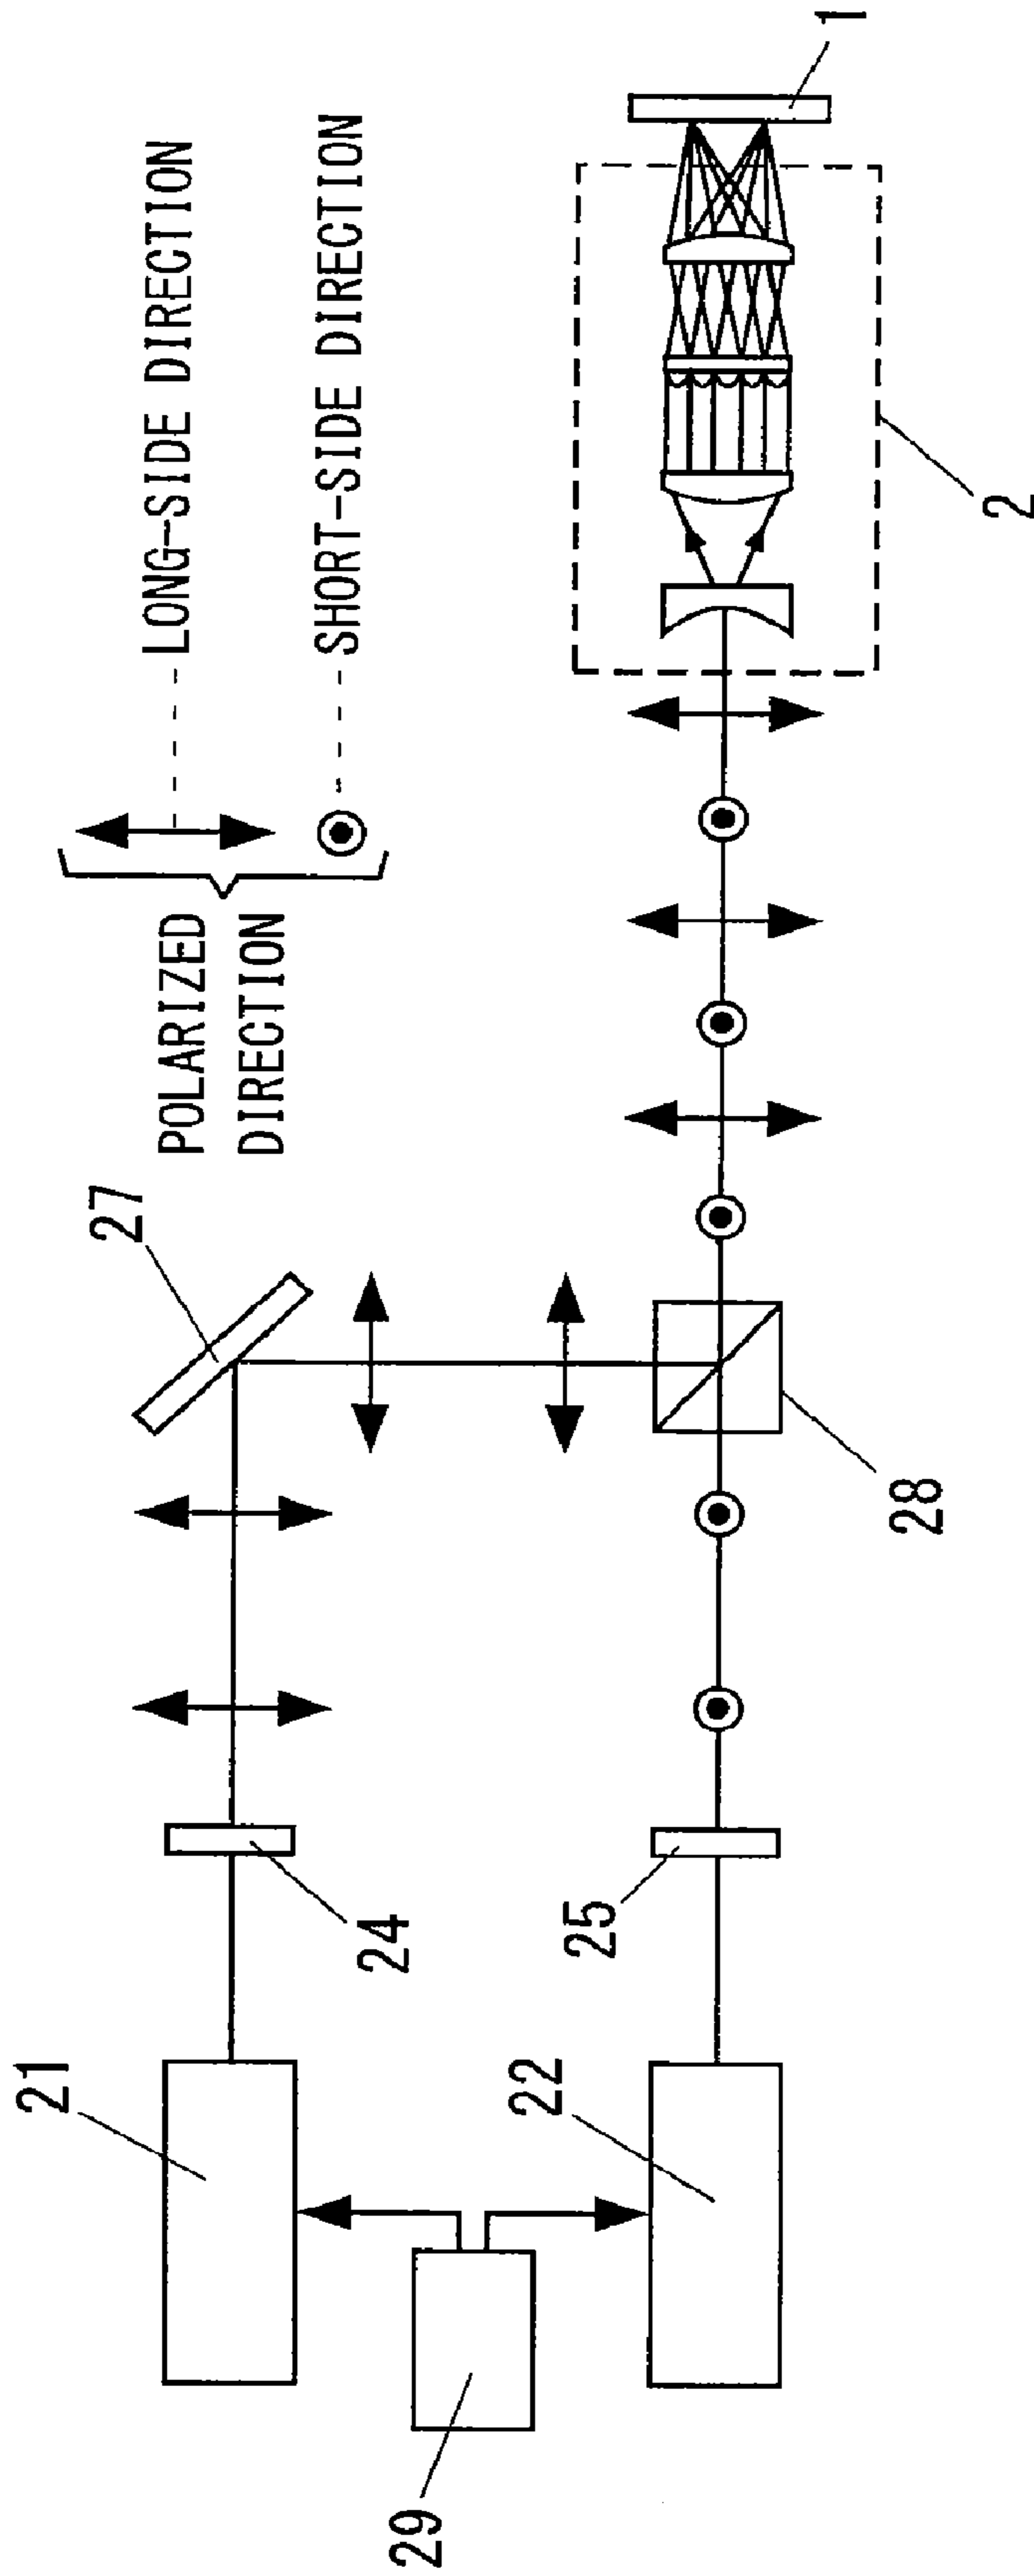 POLARIZED
DIRECTION
LONG-SIDE DIRECTION
SHORT-SIDE DIRECTION
21
24
27
29
22
25
28
2
1